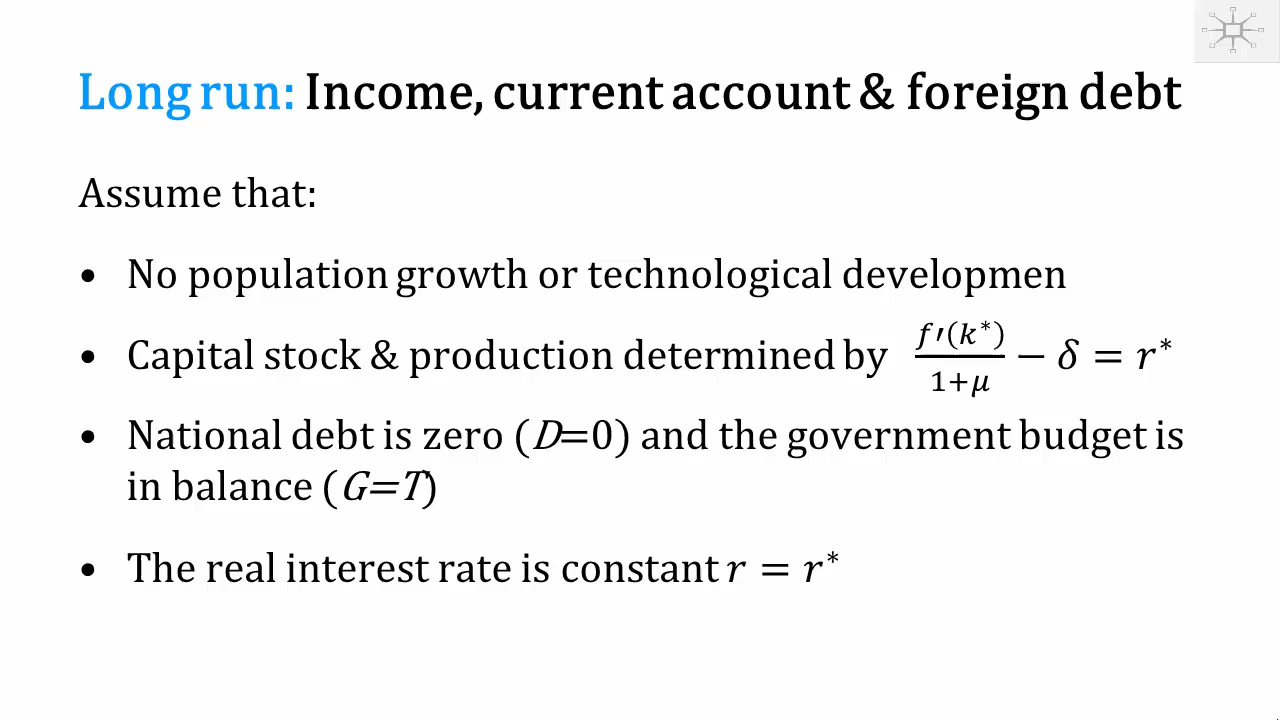 Long run: Income, current account & foreign debt
Assume that:
• No population growth or technological developmen
• Capital stock & production determined by f′(k*)/(1+μ) − δ = r*
• National debt is zero (D=0) and the government budget is
in balance (G=T)
• The real interest rate is constant r = r*